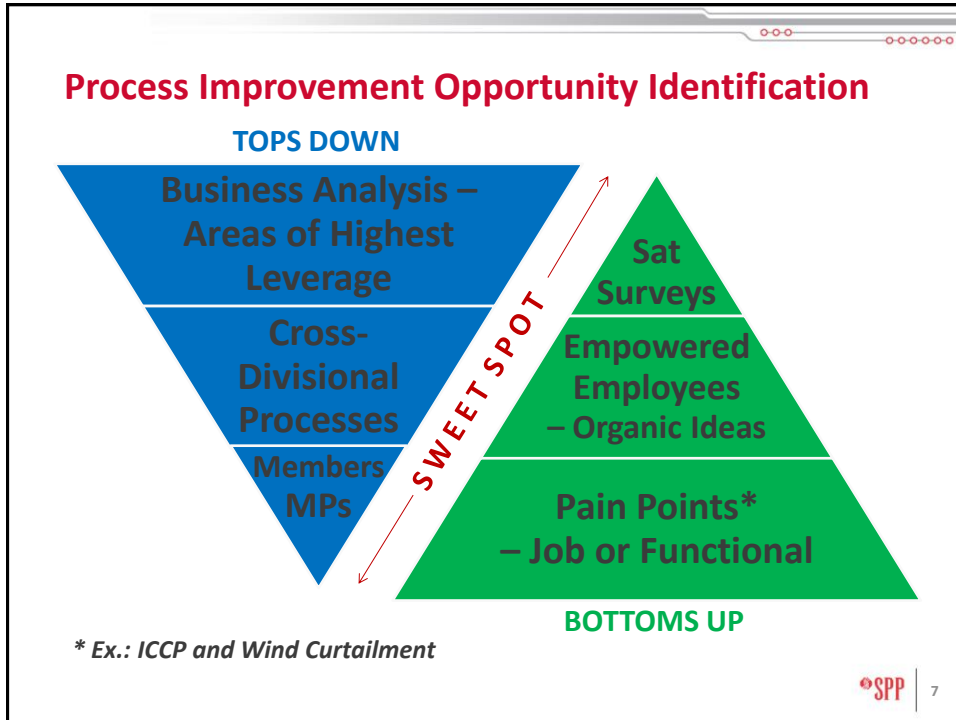 Process Improvement Opportunity Identification
TOPS DOWN
Business Analysis –
Areas of Highest
Leverage
Cross-
Divisional
Processes
Members
MPs
SWEET SPOT
Sat
Surveys
Empowered
Employees
– Organic Ideas
Pain Points*
– Job or Functional
BOTTOMS UP
* Ex.: ICCP and Wind Curtailment
SPP
7